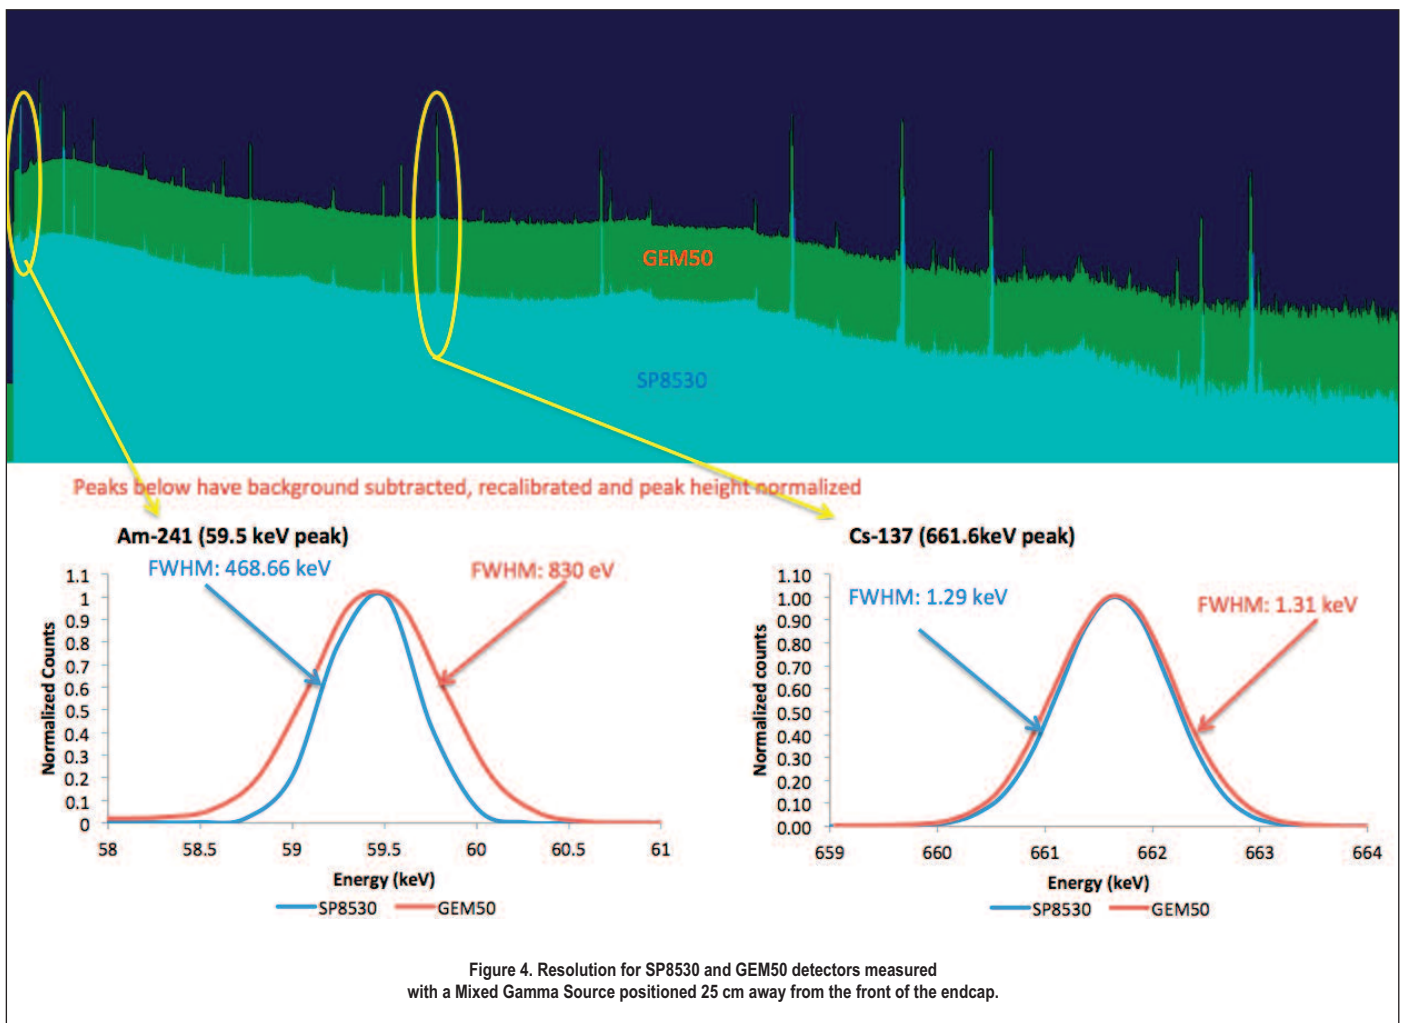 GEM50
SP8530
Peaks below have background subtracted, recalibrated and peak height normalized
Am-241 (59.5 keV peak)
FWHM: 468.66 keV
FWHM: 830 eV
Normalized Counts
1.1
1
0.9
0.8
0.7
0.6
0.5
0.4
0.3
0.2
0.1
0
58
58.5
59
59.5
60
60.5
61
Energy (keV)
SP8530
GEM50
Cs-137 (661.6keV peak)
FWHM: 1.29 keV
FWHM: 1.31 keV
Normalized counts
1.10
1.00
0.90
0.80
0.70
0.60
0.50
0.40
0.30
0.20
0.10
0.00
659
660
661
662
663
664
Energy (keV)
SP8530
GEM50
Figure 4. Resolution for SP8530 and GEM50 detectors measured
with a Mixed Gamma Source positioned 25 cm away from the front of the endcap.